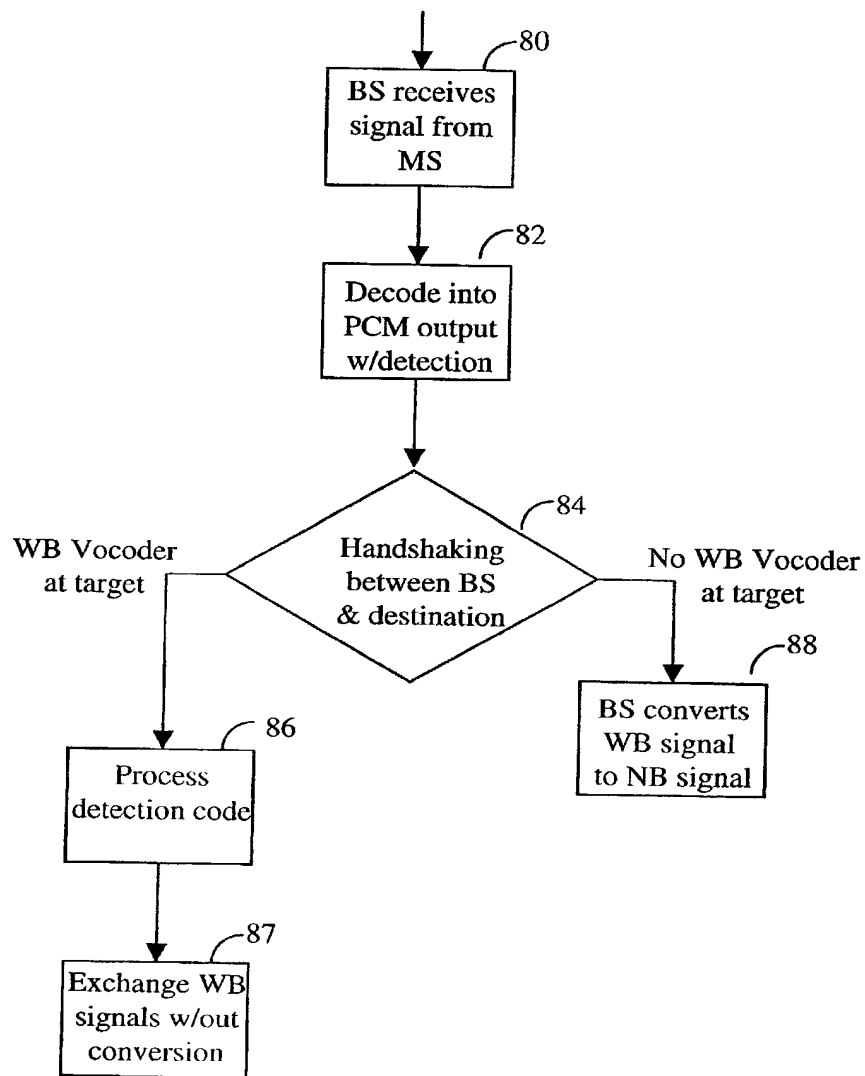 80
BS receives
signal from
MS
82
Decode into
PCM output
w/detection
84
Handshaking
between BS
& destination
WB Vocoder
at target
No WB Vocoder
at target
88
BS converts
WB signal
to NB signal
86
Process
detection code
87
Exchange WB
signals w/out
conversion